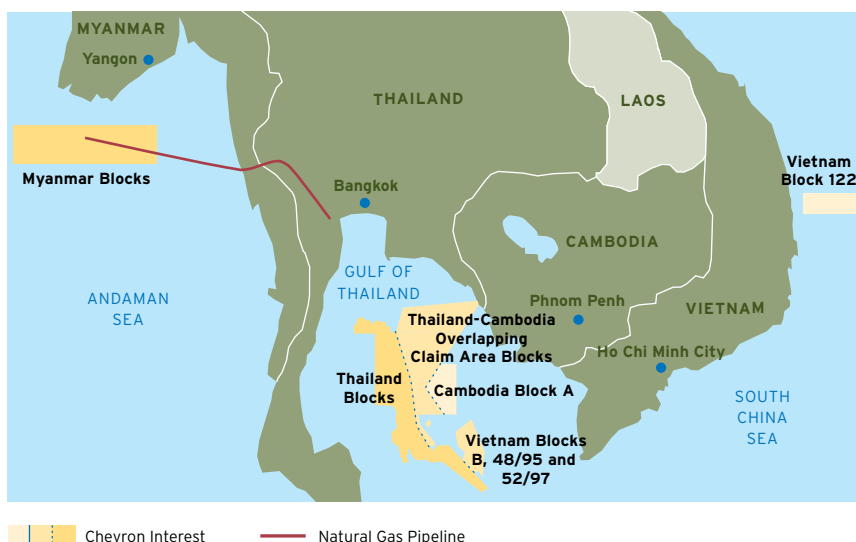 MYANMAR
Yangon
THAILAND
LAOS
Myanmar Blocks
Bangkok
Vietnam
Block 122
CAMBODIA
GULF OF
THAILAND
ANDAMAN
SEA
Phnom Penh
VIETNAM
Thailand-Cambodia
Overlapping
Claim Area Blocks
Ho Chi Minh City
Thailand
Blocks
Cambodia Block A
SOUTH
CHINA
SEA
Vietnam Blocks
B, 48/95 and
52/97
Chevron Interest
Natural Gas Pipeline